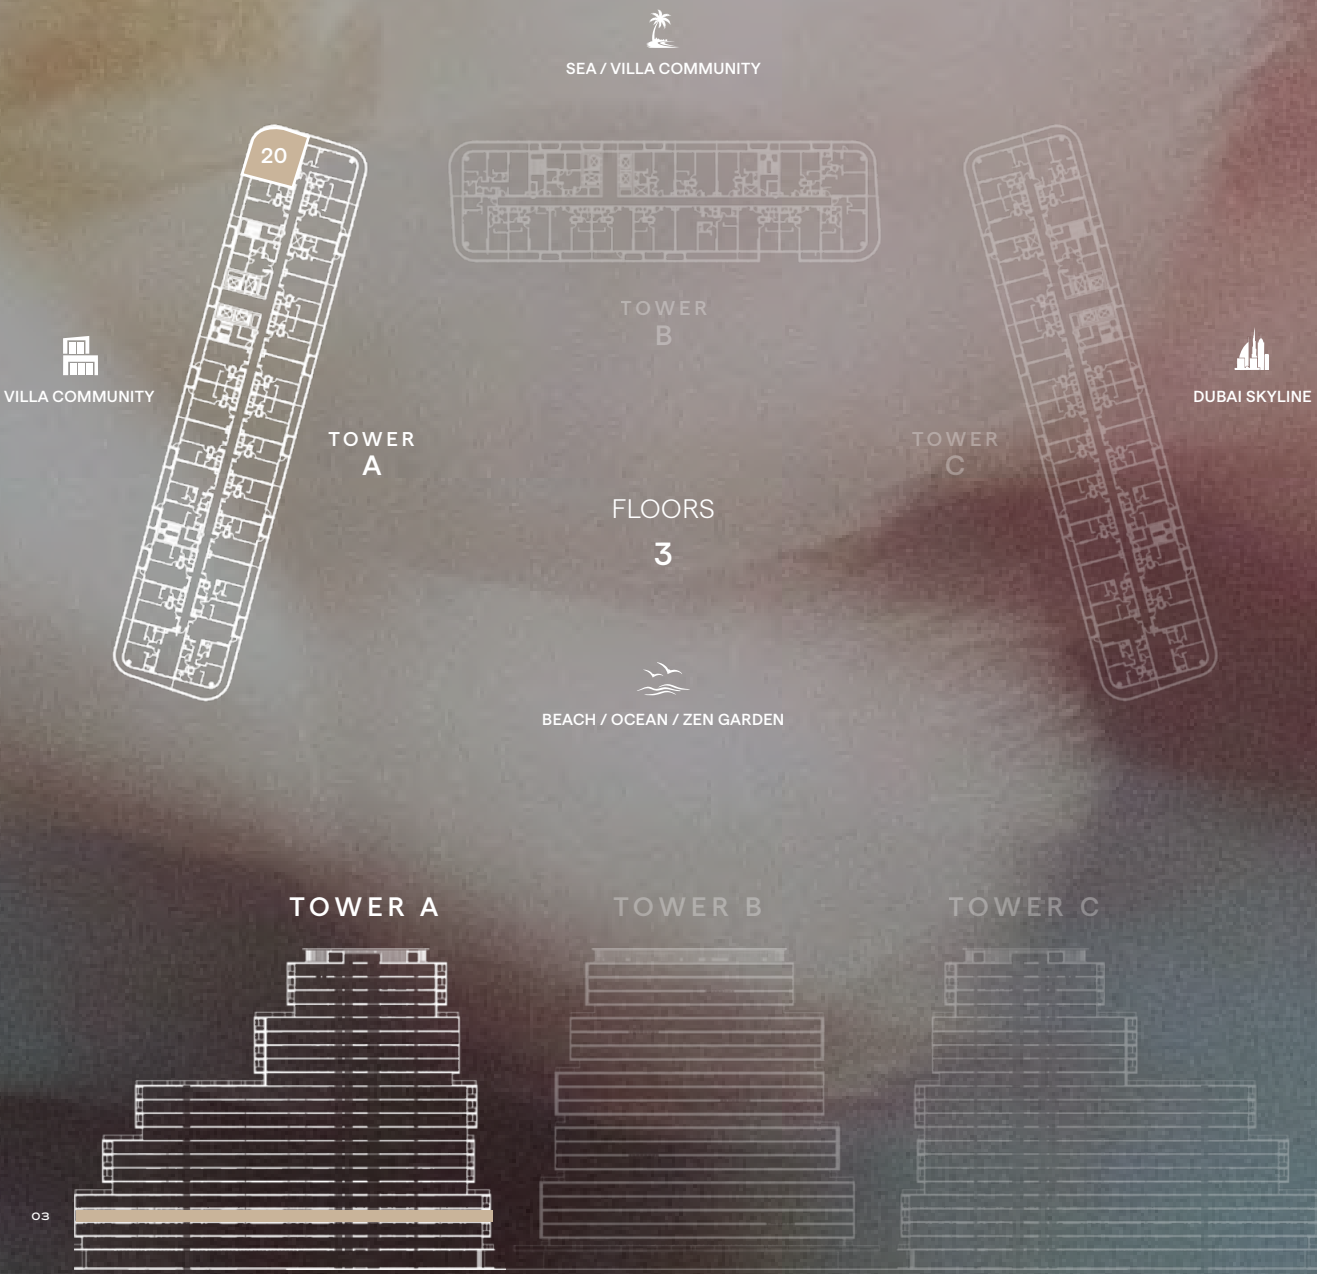 SEA / VILLA COMMUNITY
20
TOWER
B
VILLA COMMUNITY
DUBAI SKYLINE
TOWER
A
TOWER
C
FLOORS
3
BEACH / OCEAN / ZEN GARDEN
TOWER A
TOWER B
TOWER C
03